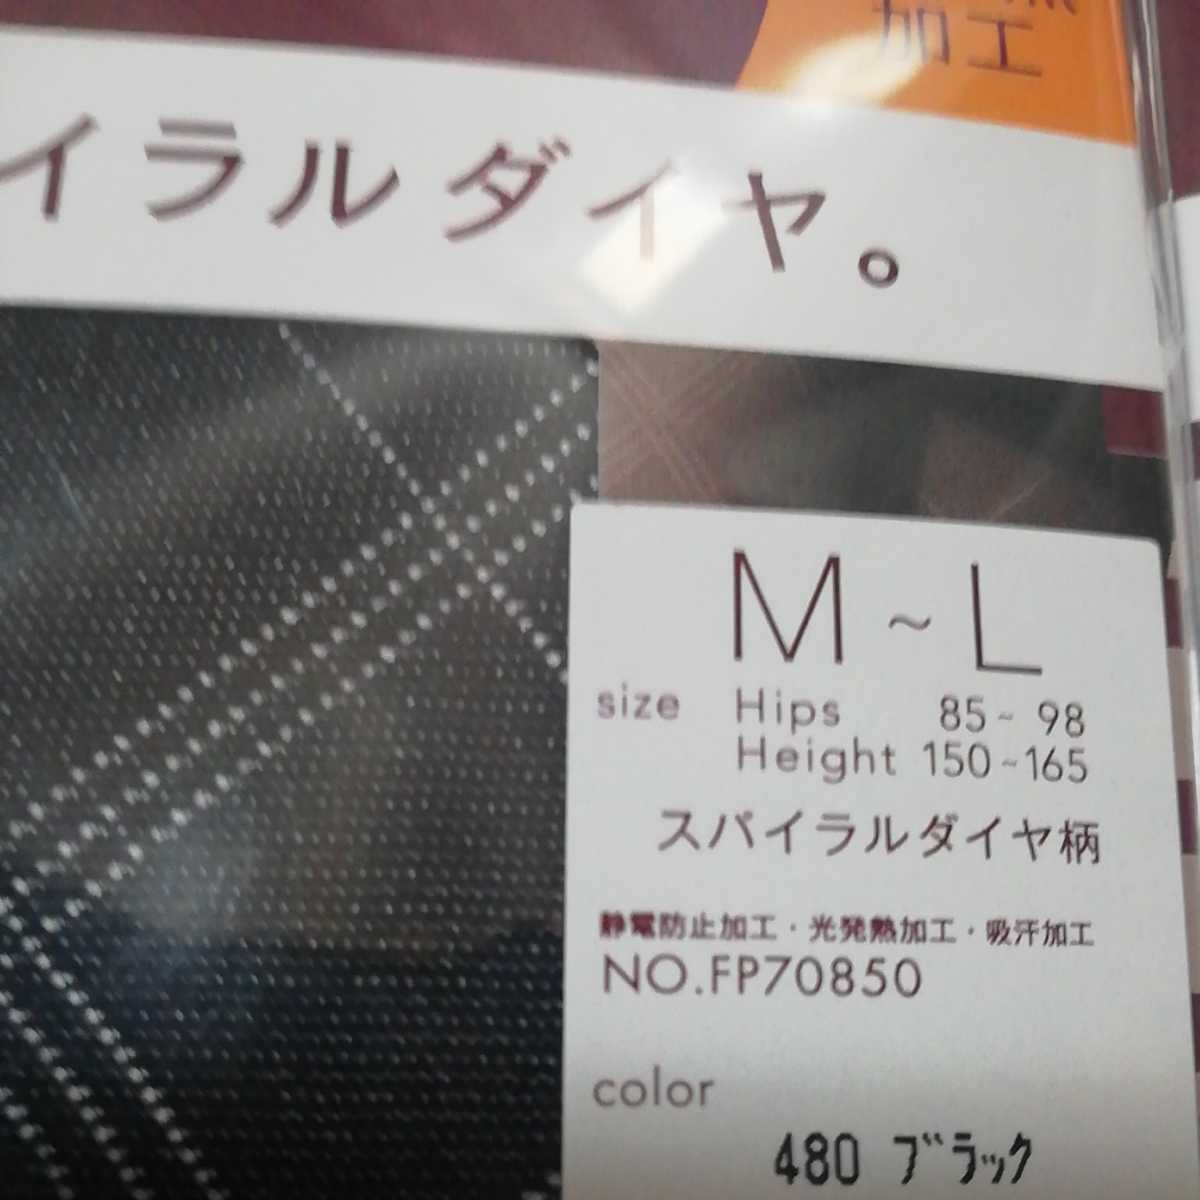 加工
イラルダイヤ。
M~L
size Hips 85~98
Height 150~165
スパイラルダイヤ柄
静電防止加工・光発熱加工・吸汗加工
NO.FP70850
color
480 ブラック